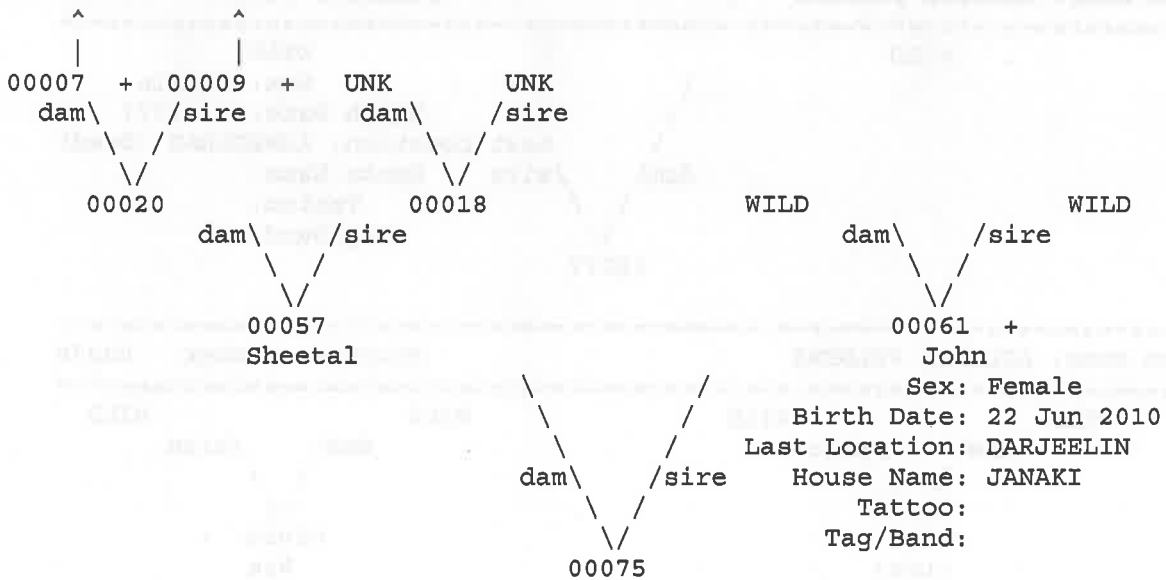 ^ ^
| |
00007 + 00009 + UNK UNK
dam\ /sire dam\ /sire
\ / \ /
\/ \/
00020 00018 WILD WILD
dam\ /sire dam\ /sire
\ / \ /
\/ \/
00057 00061 +
Sheetal John
\ / Sex: Female
\ / Birth Date: 22 Jun 2010
\ / Last Location: DARJEELIN
dam\ /sire House Name: JANAKI
\ / Tattoo:
\/ Tag/Band:
00075